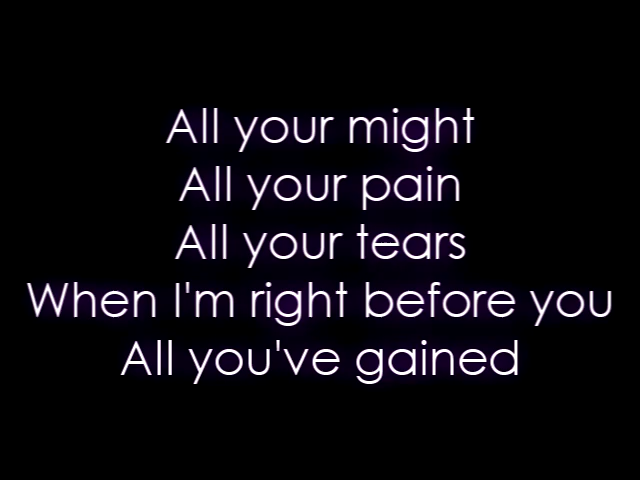 All your might
All your pain
All your tears
When I'm right before you
All you've gained